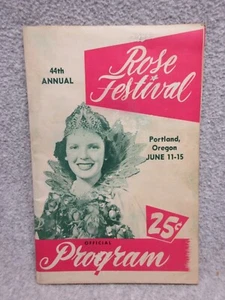 44th
ANNUAL
Rose
Festival
Portland,
Oregon
JUNE 11-15
25¢
OFFICIAL
Program